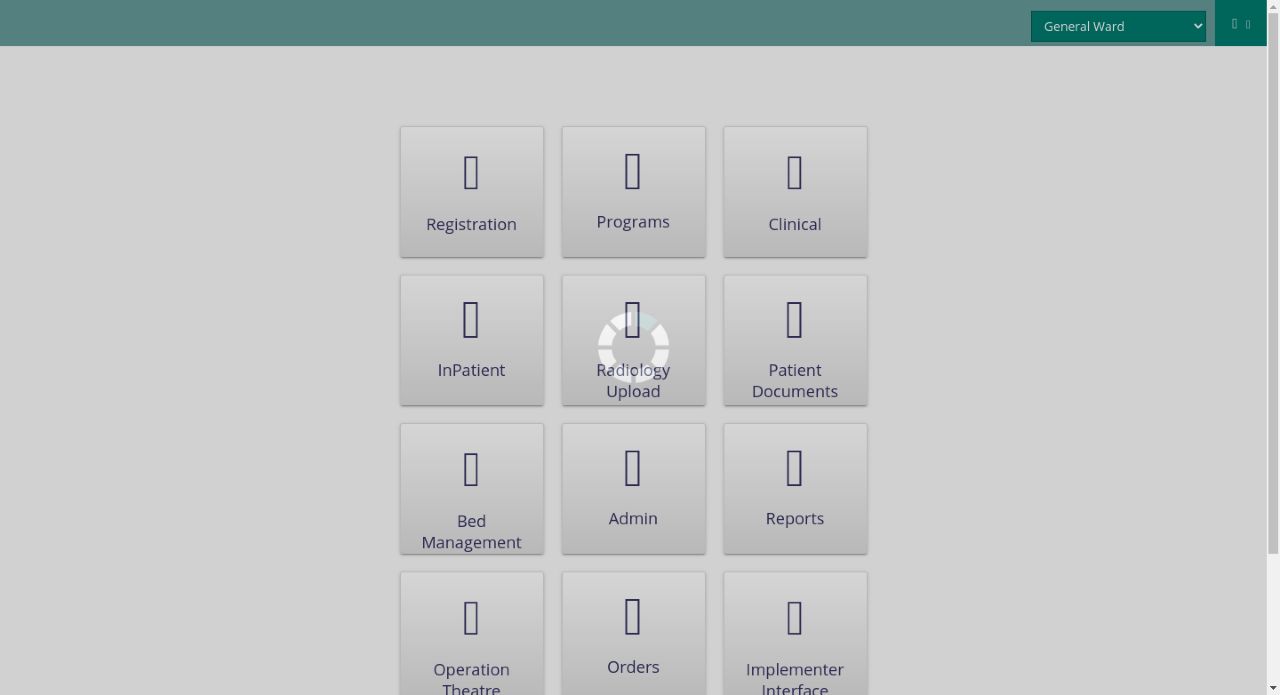 General Ward
Registration
Programs
Clinical
InPatient
Radiology
Upload
Patient
Documents
Bed
Management
Admin
Reports
Operation
Theatre
Orders
Implementer
Interface